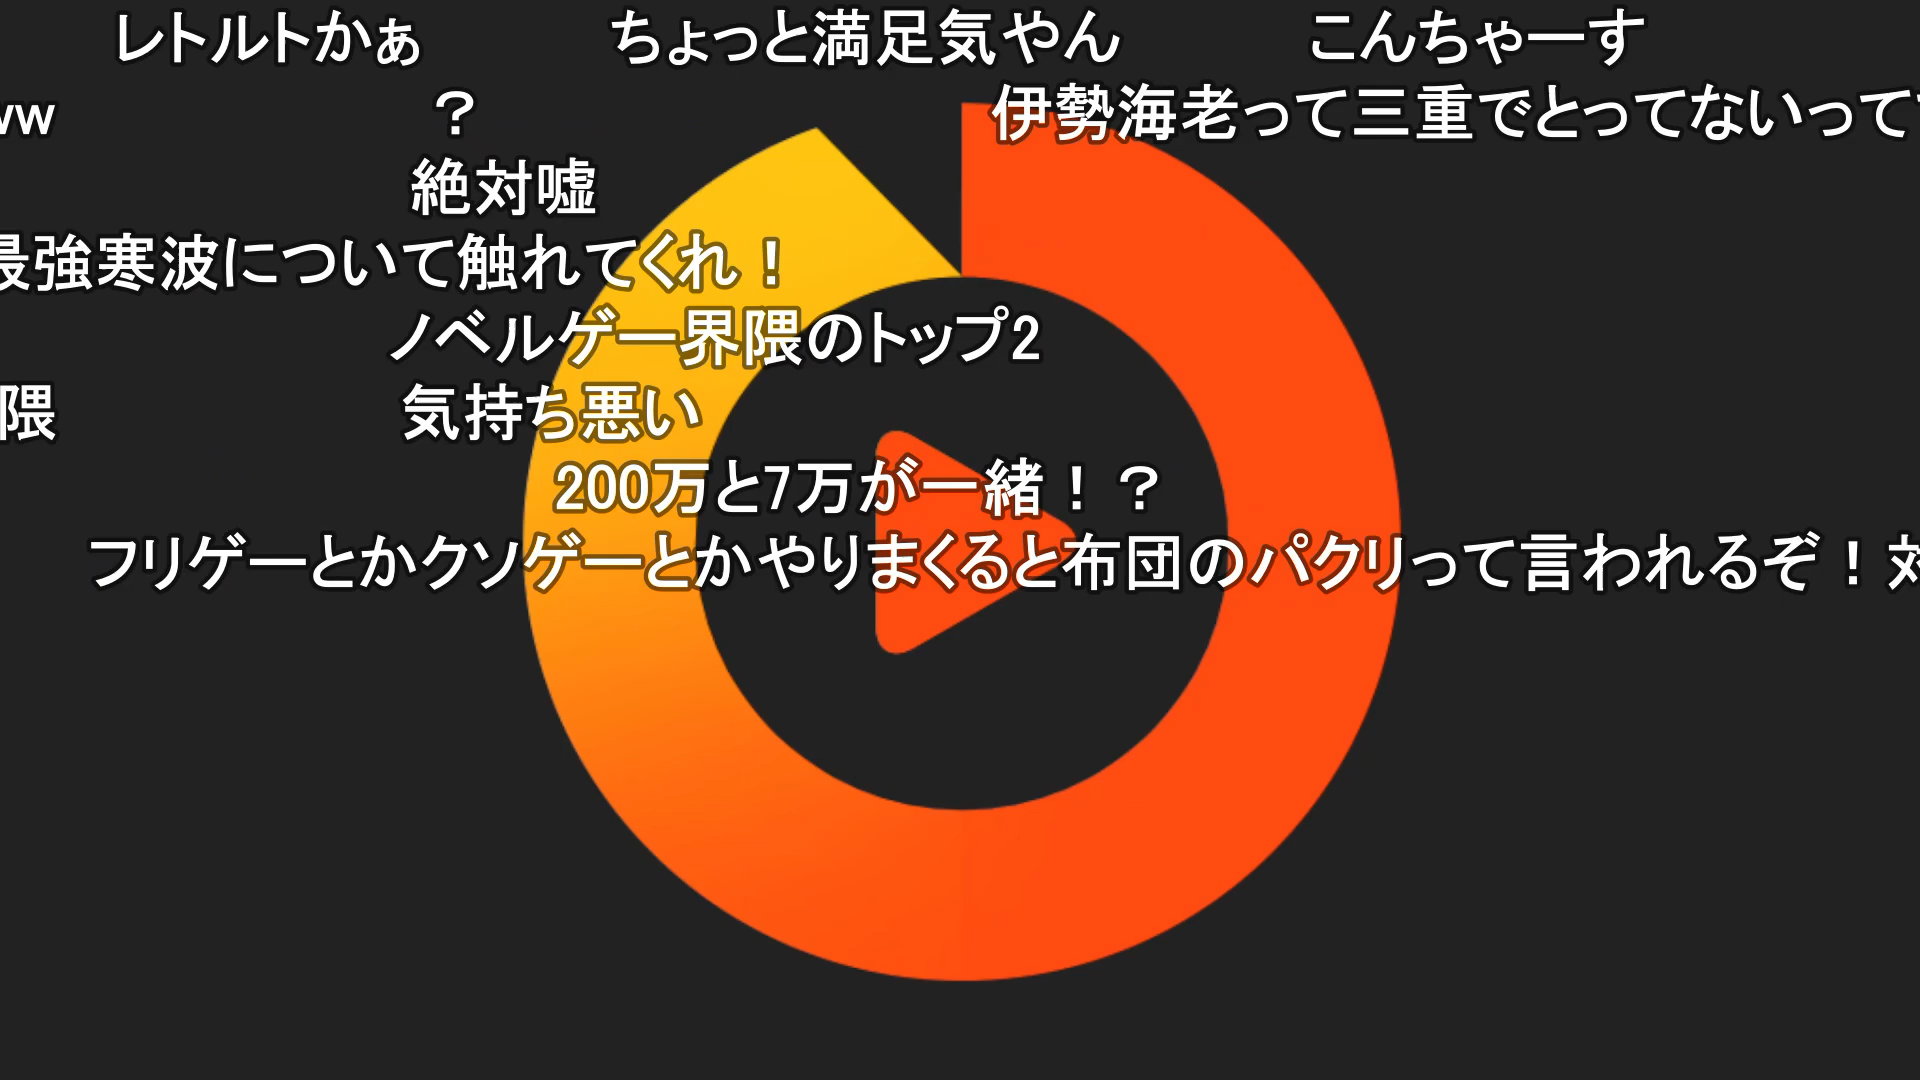 レトルトかぁ ちょっと満足気やん こんちゃーす
ww ？ 伊勢海老って三重でとってないって
絶対嘘
最強寒波について触れてくれ！
ノベルゲー界隈のトップ2
隈 気持ち悪い
200万と7万が一緒！？
フリゲーとかクソゲーとかやりまくると布団のパクリって言われるぞ！対